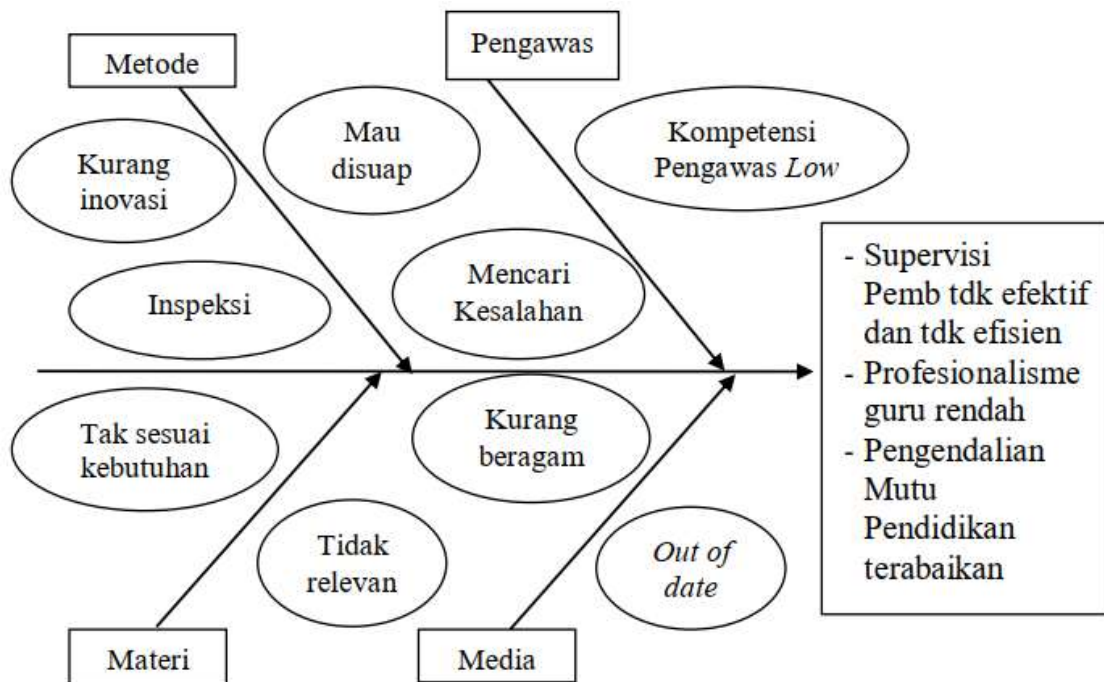 Metode
Pengawas
Kurang
inovasi
Mau
disuap
Kompetensi
Pengawas Low
Inspeksi
Mencari
Kesalahan
- Supervisi
Pemb tdk efektif
dan tdk efisien
- Profesionalisme
guru rendah
- Pengendalian
Mutu
Pendidikan
terabaikan
Tak sesuai
kebutuhan
Kurang
beragam
Tidak
relevan
Out of
date
Materi
Media